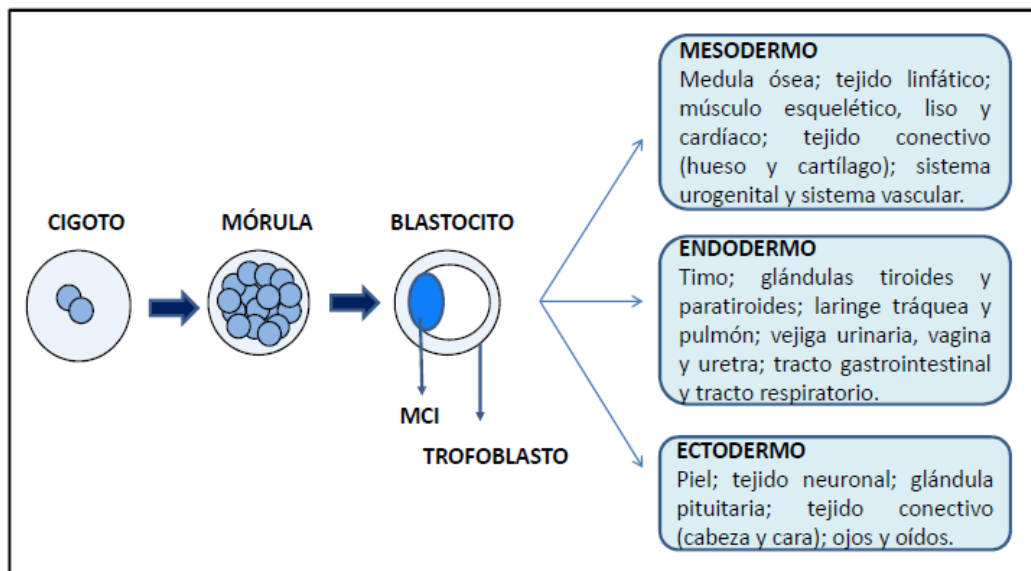 CIGOTO
MÓRULA
BLASTOCITO
MCI
TROFOBLASTO
MESODERMO
Medula ósea; tejido linfático;
músculo esquelético, liso y
cardíaco; tejido conectivo
(hueso y cartílago); sistema
urogenital y sistema vascular.
ENDODERMO
Timo; glándulas tiroides y
paratiroides; laringe tráquea y
pulmón; vejiga urinaria, vagina
y uretra; tracto gastrointestinal
y tracto respiratorio.
ECTODERMO
Piel; tejido neuronal; glándula
pituitaria; tejido conectivo
(cabeza y cara); ojos y oídos.